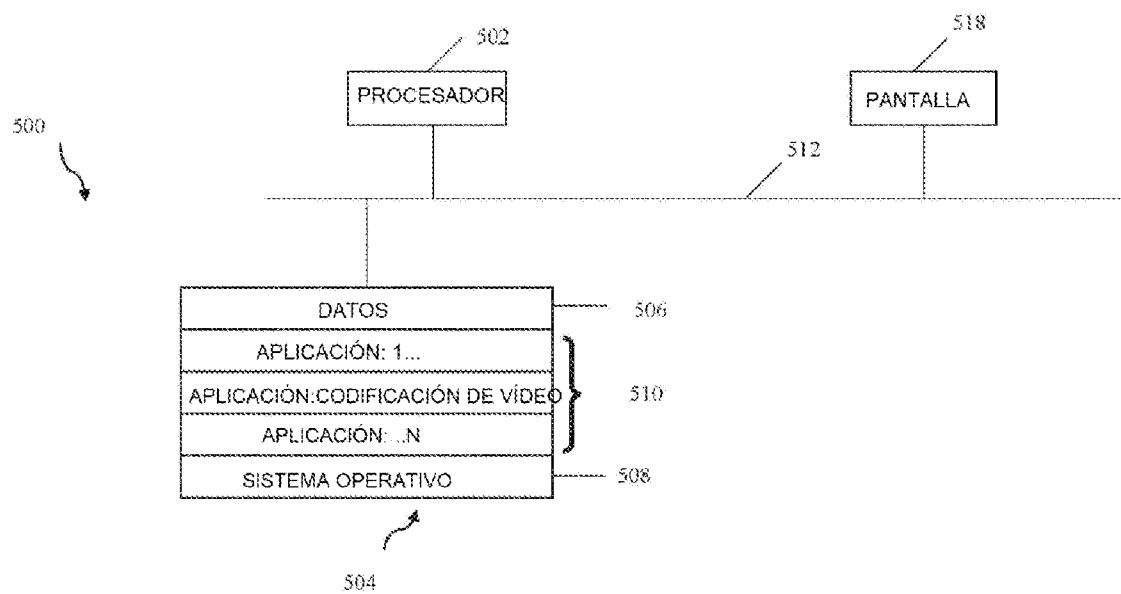 502
518
PROCESADOR
PANTALLA
500
512
DATOS
506
APLICACIÓN: 1...
APLICACIÓN:CODIFICACIÓN DE VÍDEO
510
APLICACIÓN: ..N
SISTEMA OPERATIVO
508
504